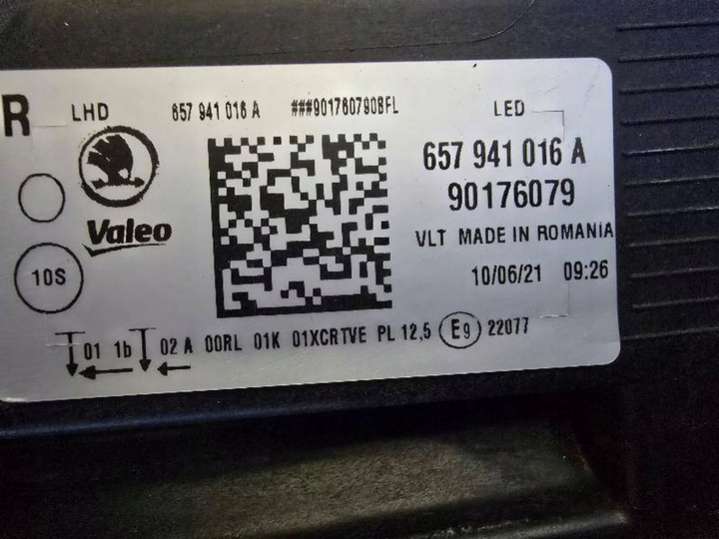 R LHD 657 941 016 A ###901760790BFL LED
657 941 016 A
90176079
Valeo
VLT MADE IN ROMANIA
10S
10/06/21 09:26
01 1b 02 A 00RL 01K 01XCRTVE PL 12,5 E9 22077